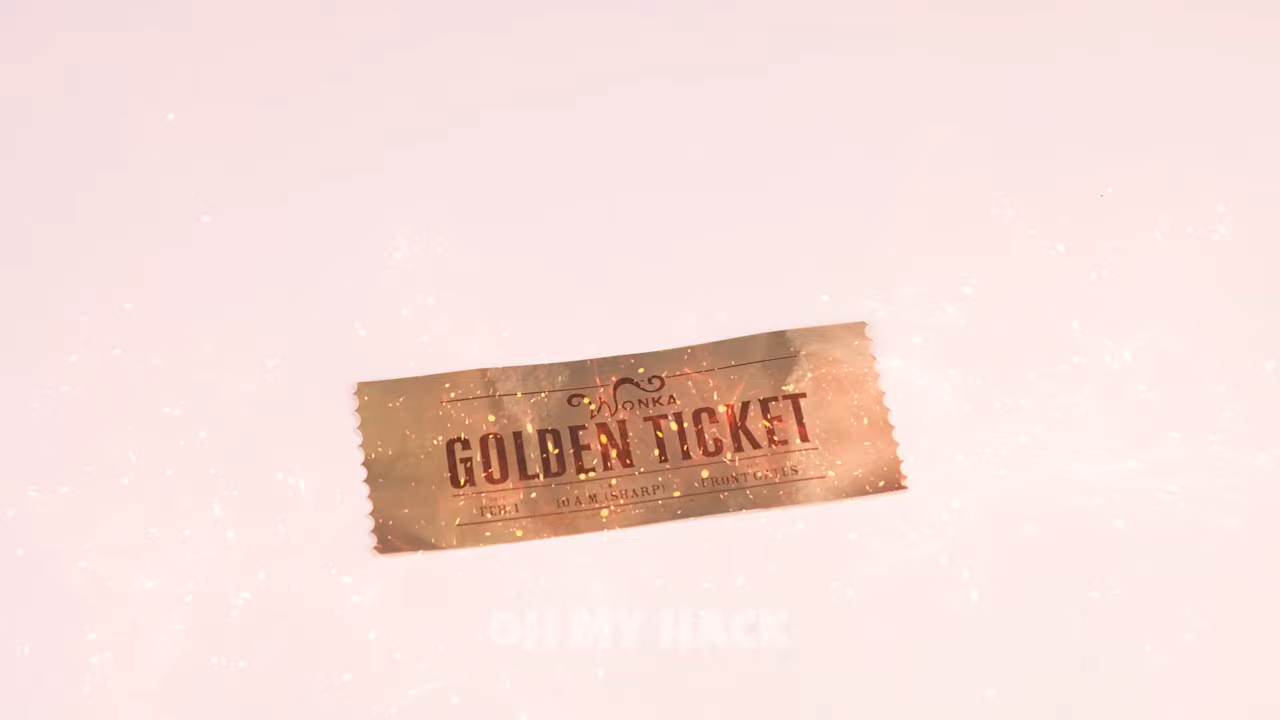 WONKA
GOLDEN TICKET
FEB. 1 10 A.M. (SHARP) FRONT GATES
OH MY HACK